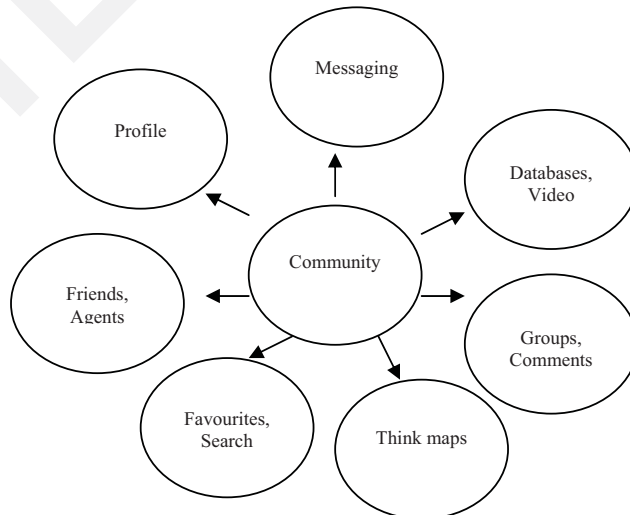 Messaging
Profile
Databases,
Video
Community
Friends,
Agents
Groups,
Comments
Favourites,
Search
Think maps